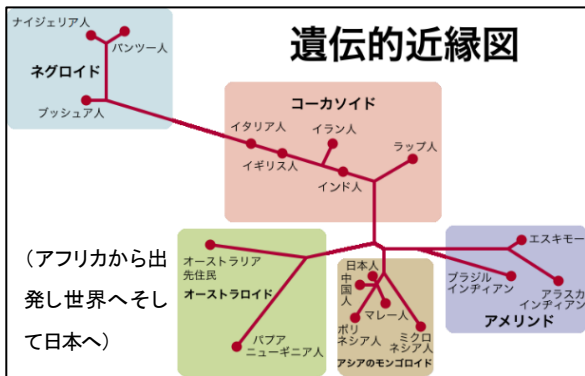 遺伝的近縁図
ナイジェリア人
バンツー人
ネグロイド
ブッシュア人
コーカソイド
イタリア人
イラン人
ラップ人
イギリス人
インド人
(アフリカから出
発し世界へそし
て日本へ)
オーストラリア
先住民
オーストラロイド
パプア
ニューギニア人
日本人
中国人
マレー人
ポリ
ネシア人
ミクロ
ネシア人
アジアのモンゴロイド
エスキモー
ブラジル
インヂィアン
アラスカ
インヂィアン
アメリンド